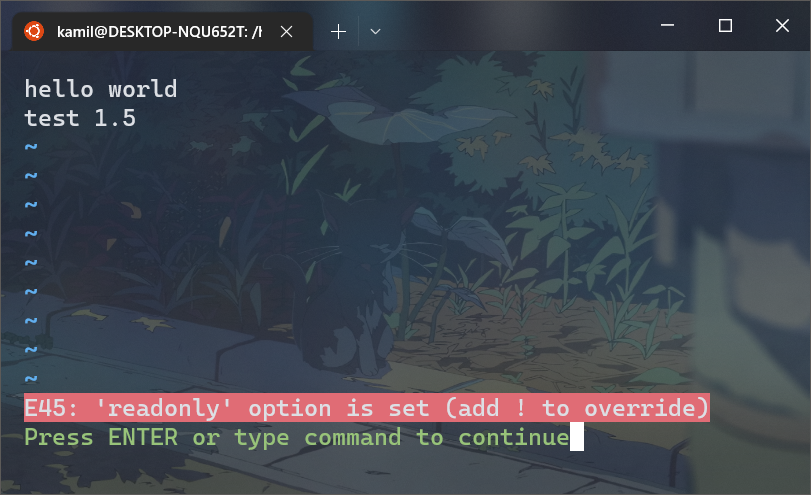 kamil@DESKTOP-NQU652T: /h
hello world
test 1.5
~
~
~
~
~
~
~
~
~
E45: 'readonly' option is set (add ! to override)
Press ENTER or type command to continue